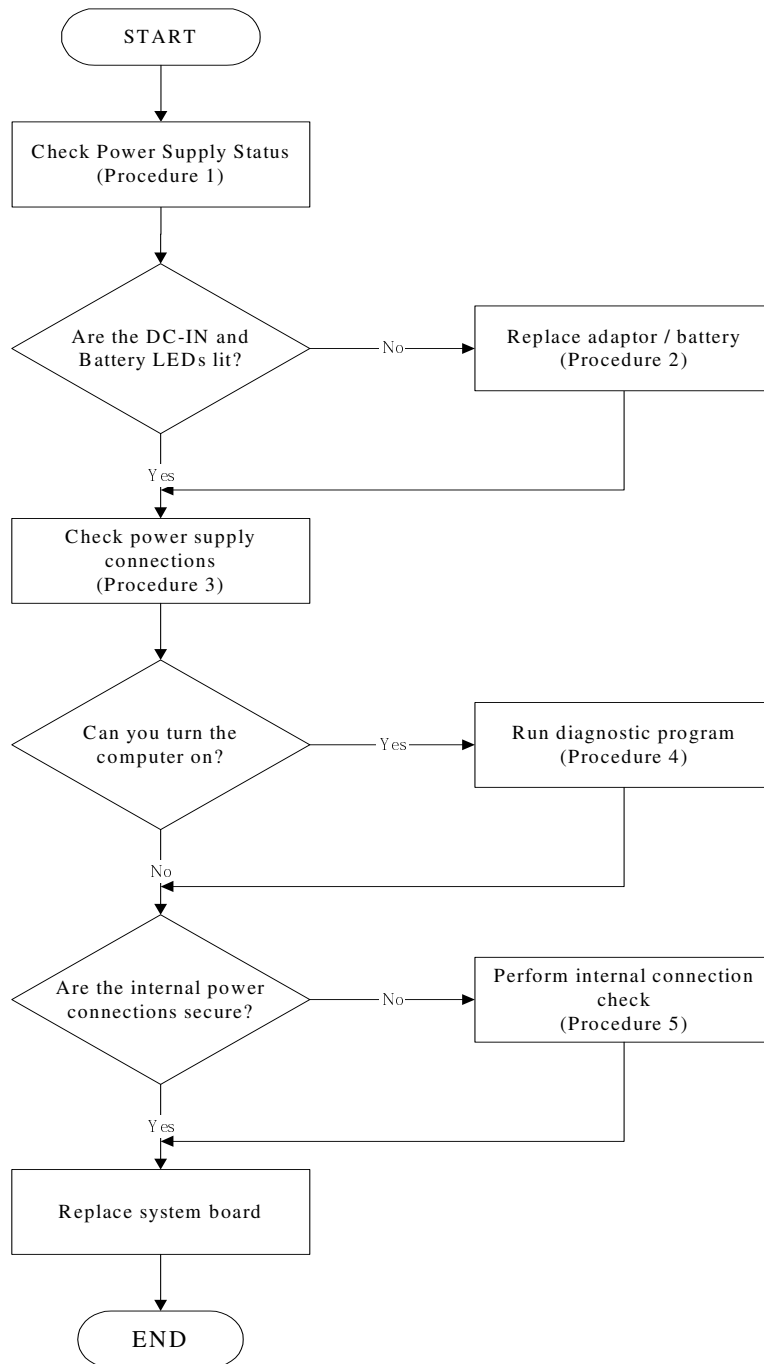 START
Check Power Supply Status
(Procedure 1)
Are the DC-IN and
Battery LEDs lit?
No
Replace adaptor / battery
(Procedure 2)
Yes
Check power supply
connections
(Procedure 3)
Can you turn the
computer on?
Yes
Run diagnostic program
(Procedure 4)
No
Are the internal power
connections secure?
No
Perform internal connection
check
(Procedure 5)
Yes
Replace system board
END